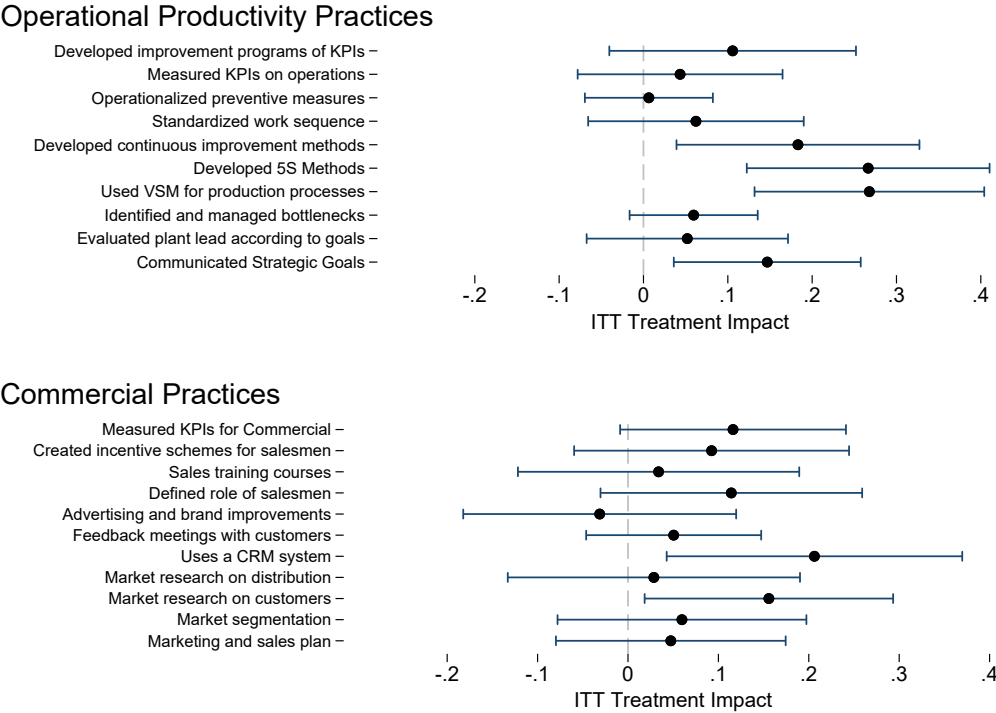 Operational Productivity Practices
Developed improvement programs of KPIs
Measured KPIs on operations
Operationalized preventive measures
Standardized work sequence
Developed continuous improvement methods
Developed 5S Methods
Used VSM for production processes
Identified and managed bottlenecks
Evaluated plant lead according to goals
Communicated Strategic Goals
-.2 -.1 0 .1 .2 .3 .4
ITT Treatment Impact
Commercial Practices
Measured KPIs for Commercial
Created incentive schemes for salesmen
Sales training courses
Defined role of salesmen
Advertising and brand improvements
Feedback meetings with customers
Uses a CRM system
Market research on distribution
Market research on customers
Market segmentation
Marketing and sales plan
-.2 -.1 0 .1 .2 .3 .4
ITT Treatment Impact